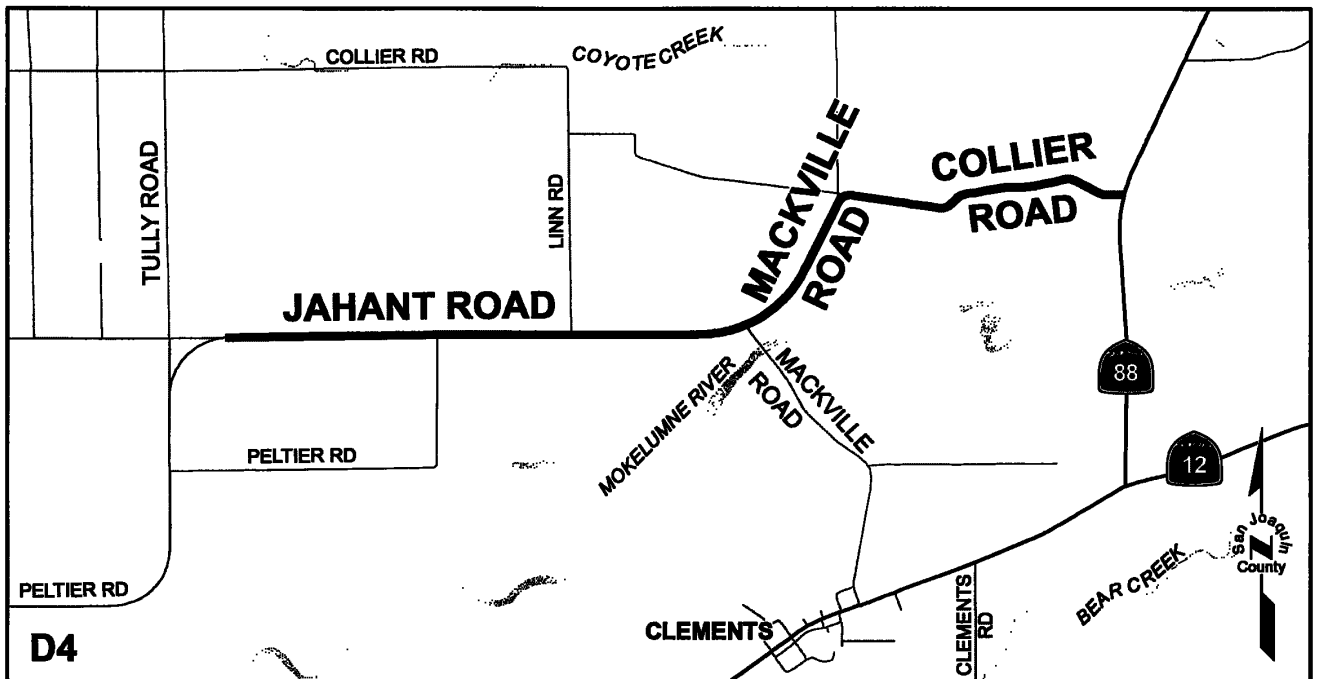 COLLIER RD
COYOTE CREEK
TULLY ROAD
LINN RD
MACKVILLE
ROAD
COLLIER
ROAD
JAHANT ROAD
MOKELUMNE RIVER
MACKVILLE
ROAD
88
PELTIER RD
12
San Joaquin
County
PELTIER RD
BEAR CREEK
CLEMENTS
CLEMENTS
RD
D4